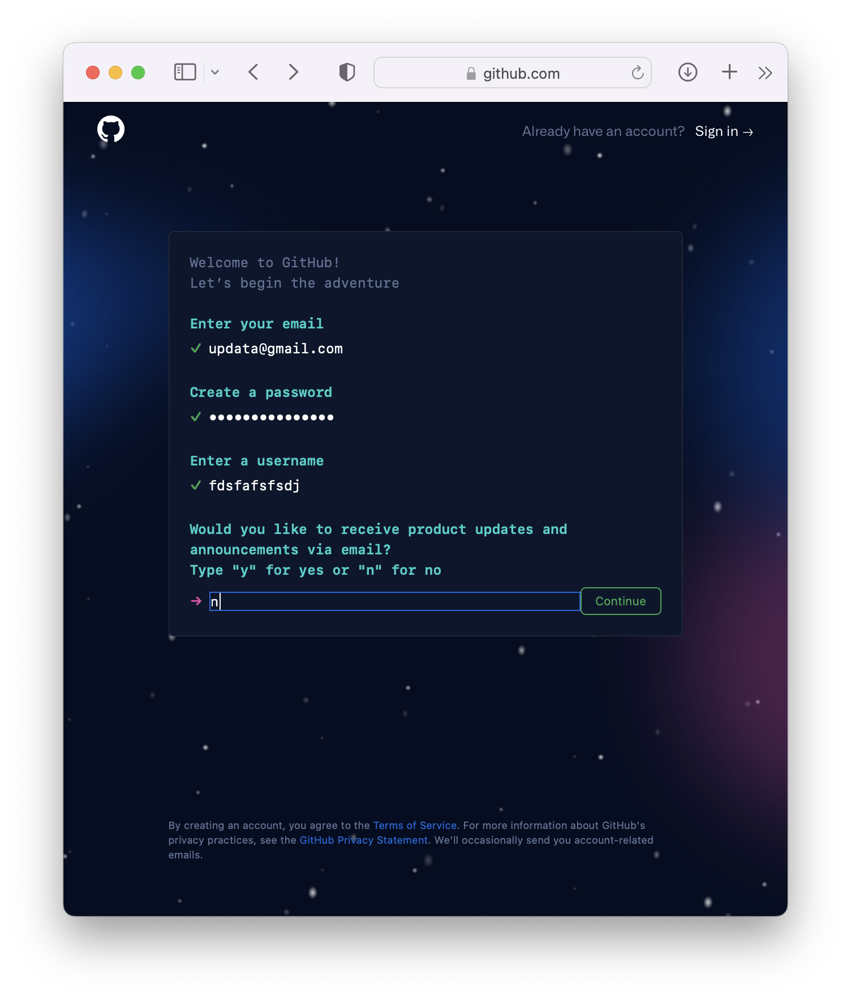 github.com
Already have an account? Sign in →
Welcome to GitHub!
Let’s begin the adventure
Enter your email
✓ updata@gmail.com
Create a password
✓ •••••••••••••••
Enter a username
✓ fdsfafsfsdj
Would you like to receive product updates and
announcements via email?
Type "y" for yes or "n" for no
→ n Continue
By creating an account, you agree to the Terms of Service. For more information about GitHub's
privacy practices, see the GitHub Privacy Statement. We'll occasionally send you account-related
emails.